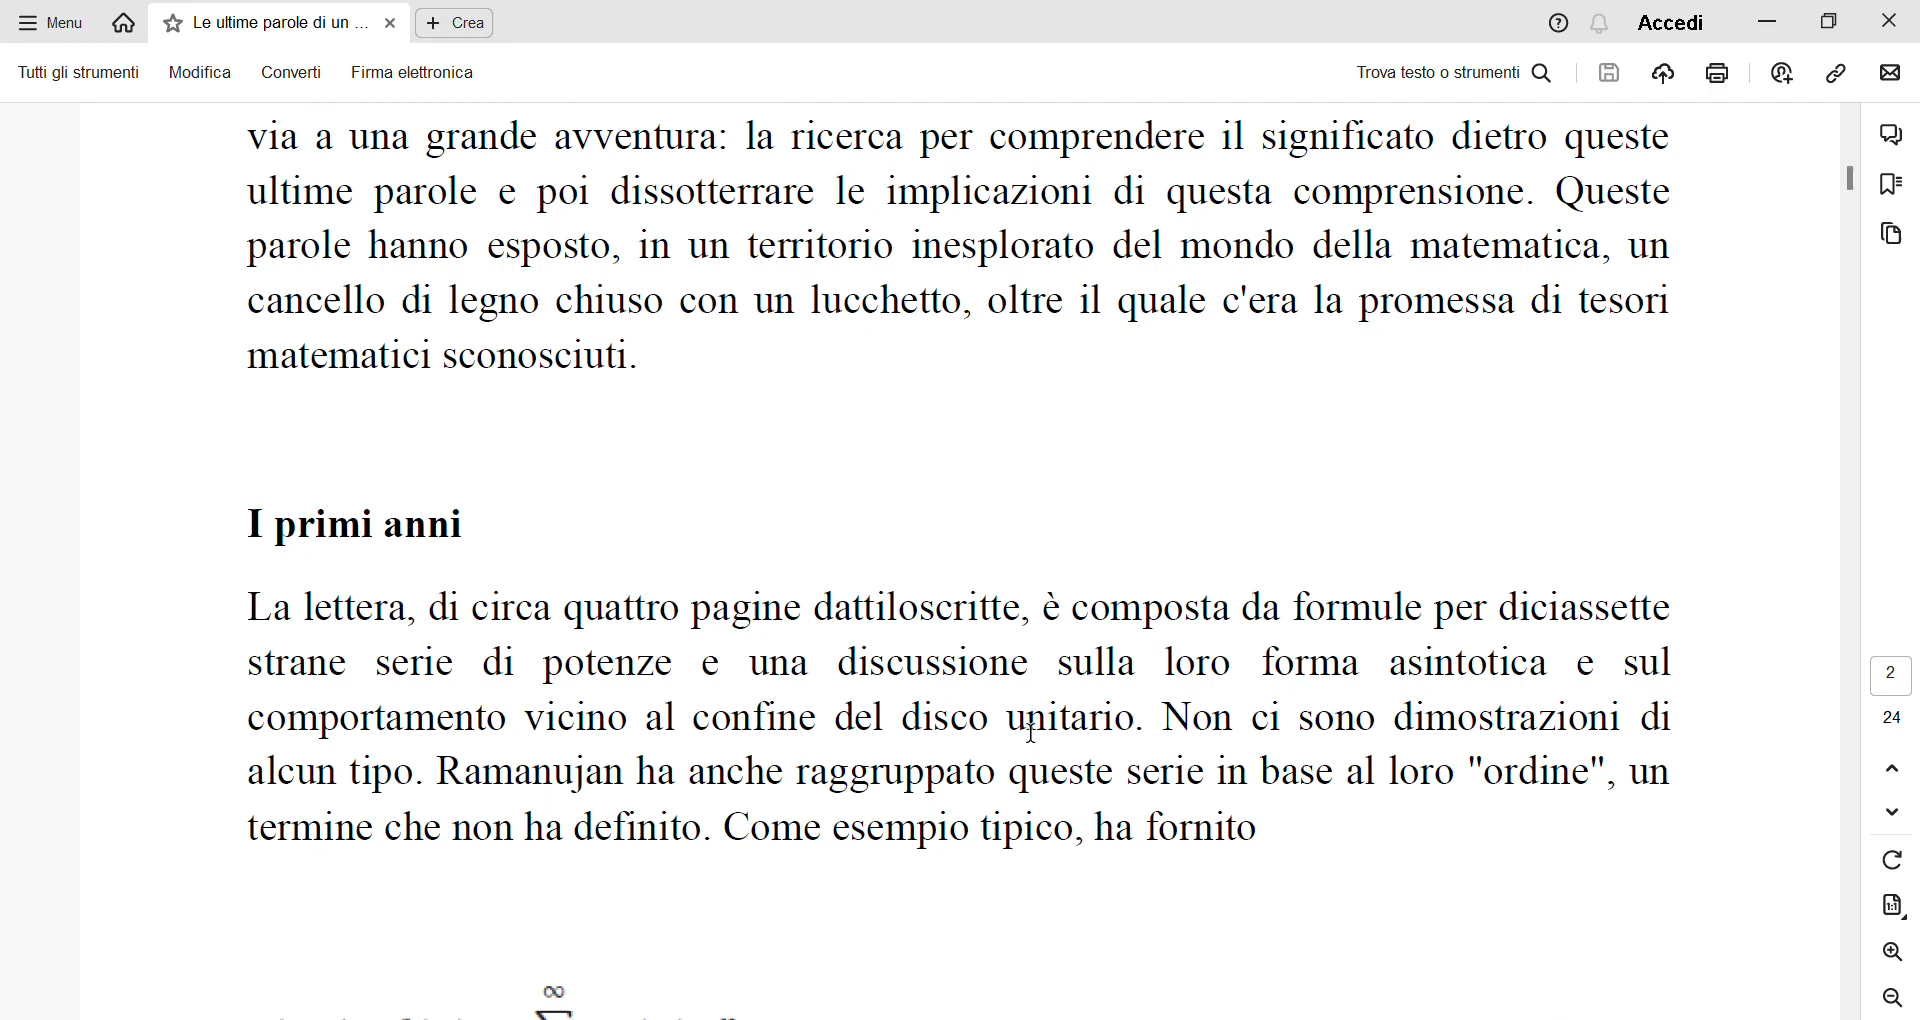 Menu
Le ultime parole di un ...
Crea
Accedi
Tutti gli strumenti Modifica Converti Firma elettronica
Trova testo o strumenti
via a una grande avventura: la ricerca per comprendere il significato dietro queste
ultime parole e poi dissotterrare le implicazioni di questa comprensione. Queste
parole hanno esposto, in un territorio inesplorato del mondo della matematica, un
cancello di legno chiuso con un lucchetto, oltre il quale c'era la promessa di tesori
matematici sconosciuti.
I primi anni
La lettera, di circa quattro pagine dattiloscritte, è composta da formule per diciassette
strane serie di potenze e una discussione sulla loro forma asintotica e sul
comportamento vicino al confine del disco unitario. Non ci sono dimostrazioni di
alcun tipo. Ramanujan ha anche raggruppato queste serie in base al loro "ordine", un
termine che non ha definito. Come esempio tipico, ha fornito
∞
2
24
1:1